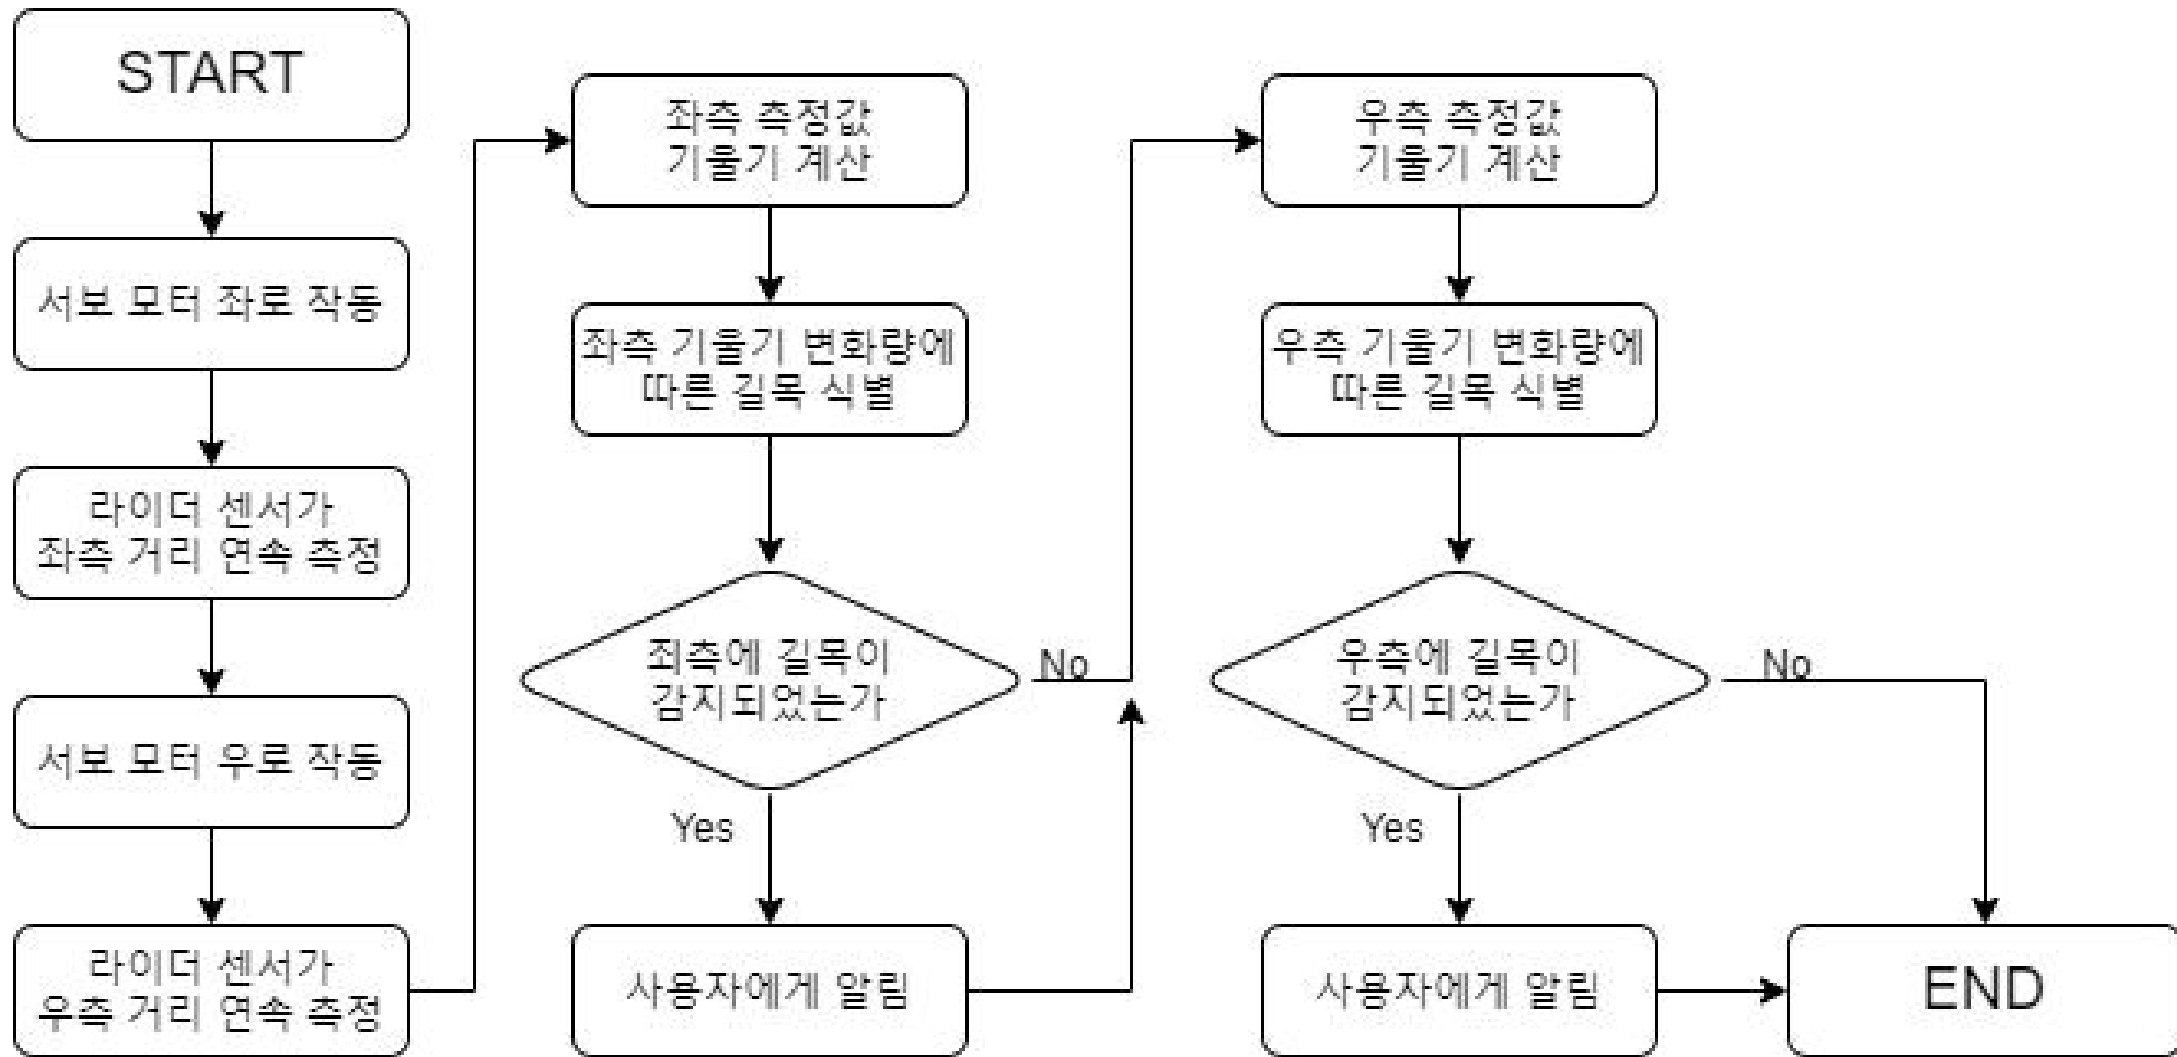 START
서보 모터 좌로 작동
라이더 센서가
좌측 거리 연속 측정
서보 모터 우로 작동
라이더 센서가
우측 거리 연속 측정
좌측 측정값
기울기 계산
좌측 기울기 변화량에
따른 길목 식별
죄측에 길목이
감지되었는가
No
Yes
사용자에게 알림
우측 측정값
기울기 계산
우측 기울기 변화량에
따른 길목 식별
우측에 길목이
감지되었는가
No
Yes
사용자에게 알림
END